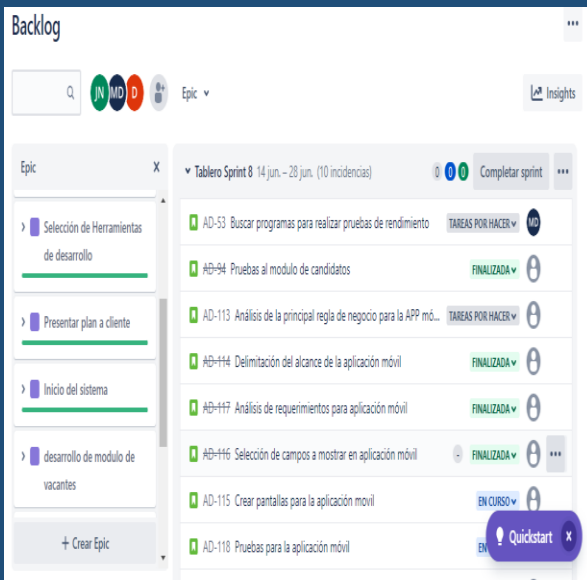 Backlog
JN MD D
Epic
Insights
Epic X
Selección de Herramientas
de desarrollo
Presentar plan a cliente
Inicio del sistema
desarrollo de modulo de
vacantes
+ Crear Epic
Tablero Sprint 8 14 jun. – 28 jun. (10 incidencias) 0 0 0 Completar sprint
AD-53 Buscar programas para realizar pruebas de rendimiento TAREAS POR HACER MD
AD-94 Pruebas al modulo de candidatos FINALIZADA
AD-113 Análisis de la principal regla de negocio para la APP mó... TAREAS POR HACER
AD-114 Delimitación del alcance de la aplicación móvil FINALIZADA
AD-117 Análisis de requerimientos para aplicación móvil FINALIZADA
AD-116 Selección de campos a mostrar en aplicación móvil - FINALIZADA
AD-115 Crear pantallas para la aplicación movil EN CURSO
AD-118 Pruebas para la aplicación móvil EN
Quickstart x